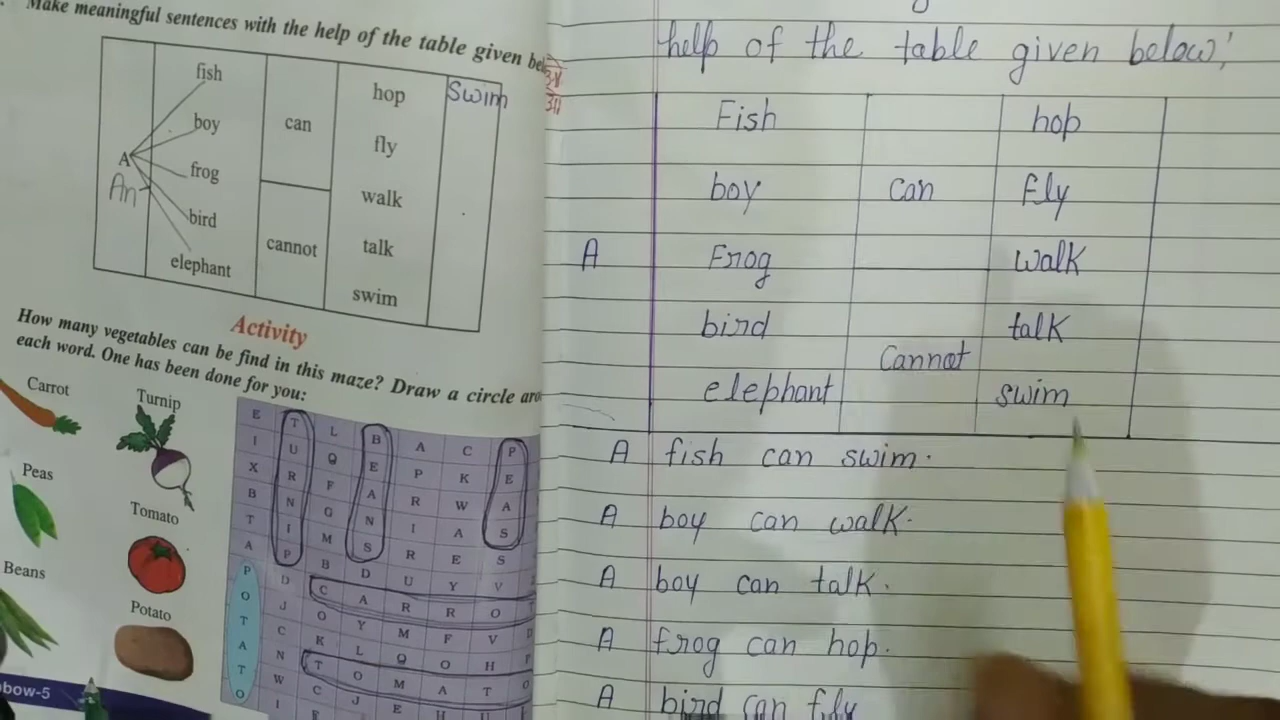 Make meaningful sentences with the help of the table given
fish
boy
frog
bird
elephant
A
An
can
cannot
hop
fly
walk
talk
swim
Swim
Activity
How many vegetables can be find in this maze? Draw a circle
each word. One has been done for you:
Carrot
Turnip
Peas
Tomato
Beans
Potato
E T L B A C P
I U Q E P K E
X R F A R W A
B N G N I A S
T I M S R E S
A P B D U Y V
P D C A R R O
O J O Y M F V
T C K L Q O H
A N T O M A T O
T W C J E H
O I
bow-5
help of the table given below:
Fish hop
boy can fly
A Frog walk
bird talk
Cannot
elephant swim
A fish can swim.
A boy can walk.
A boy can talk.
A frog can hop.
A bird can fly